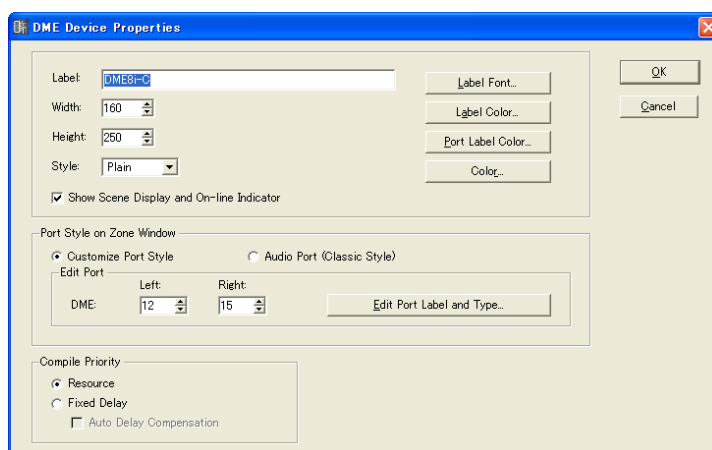 DME Device Properties
Label: DME8i-C
Label Font...
OK
Width: 160
Label Color...
Cancel
Height: 250
Port Label Color...
Style: Plain
Color...
Show Scene Display and On-line Indicator
Port Style on Zone Window
Customize Port Style
Audio Port (Classic Style)
Edit Port
Left:
Right:
DME: 12 15 Edit Port Label and Type...
Compile Priority
Resource
Fixed Delay
Auto Delay Compensation